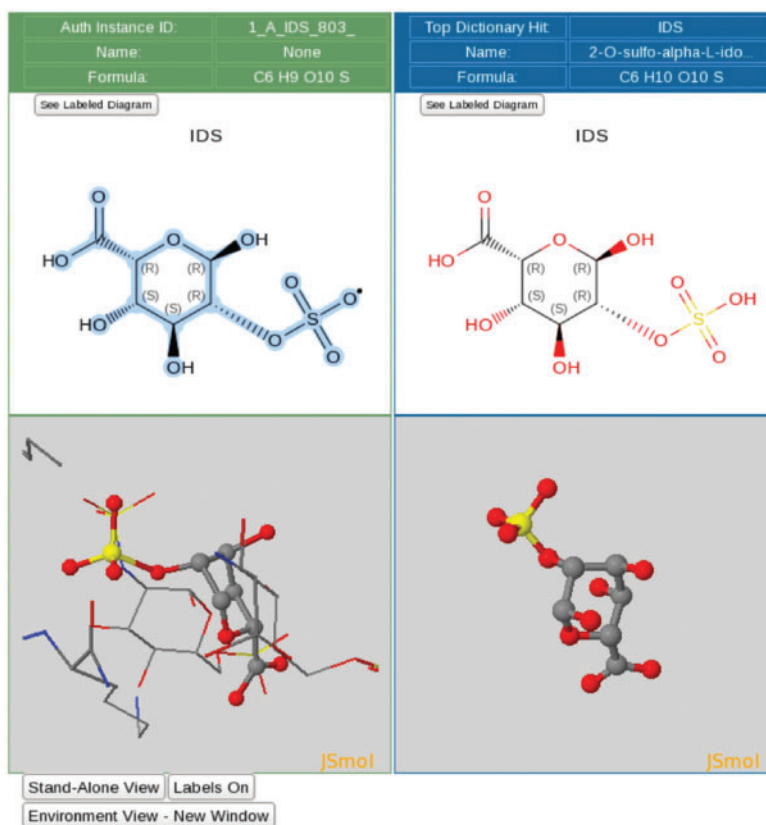 Auth Instance ID: 1_A_IDS_803_
Name: None
Formula: C6 H9 O10 S
See Labeled Diagram
IDS
O
HO
O
OH
(R)
(R)
(S)
(R)
(S)
HO
OH
O
S
O
O
O
Top Dictionary Hit: IDS
Name: 2-O-sulfo-alpha-L-ido...
Formula: C6 H10 O10 S
See Labeled Diagram
IDS
O
HO
O
OH
(R)
(R)
(S)
(R)
(S)
HO
OH
O
S
OH
O
O
JSmol
JSmol
Stand-Alone View
Labels On
Environment View - New Window